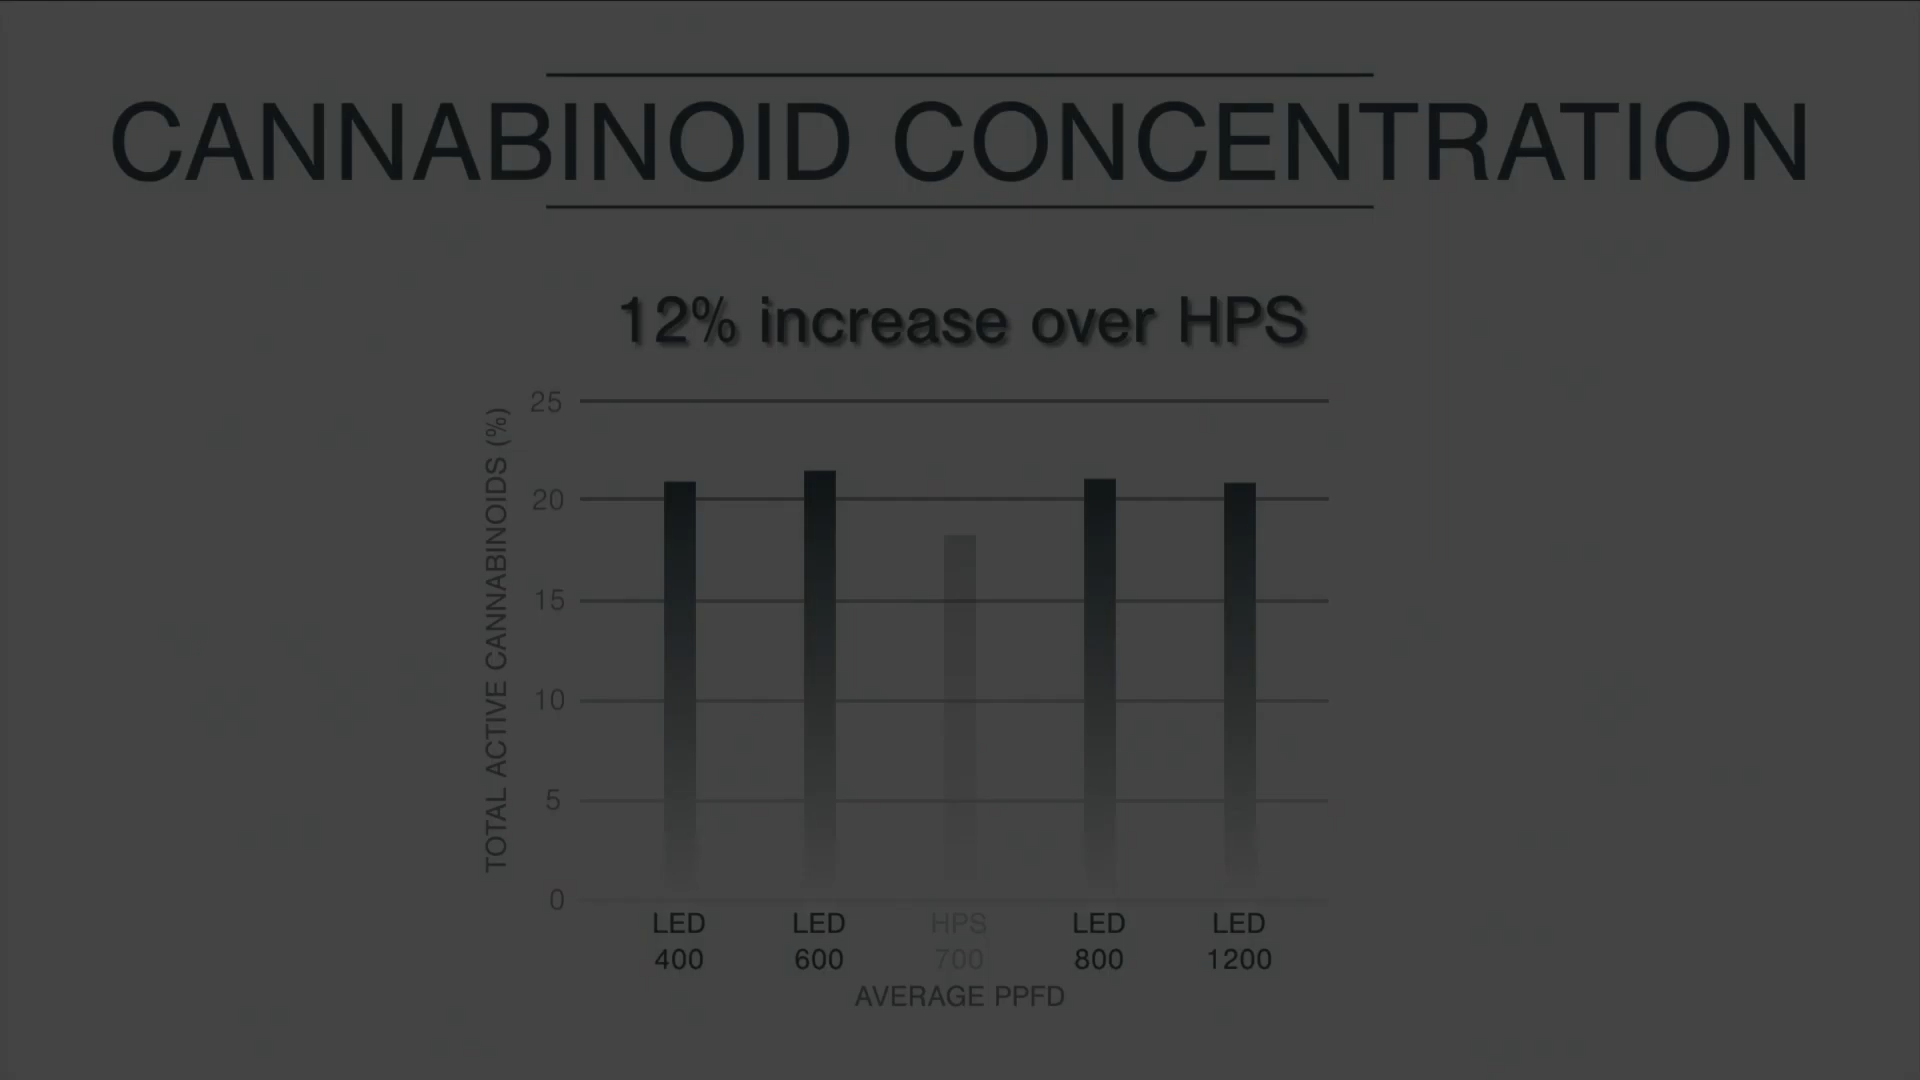 CANNABINOID CONCENTRATION
12% increase over HPS
TOTAL ACTIVE CANNABINOIDS (%)
25
20
15
10
5
0
LED LED HPS LED LED
400 600 700 800 1200
AVERAGE PPFD